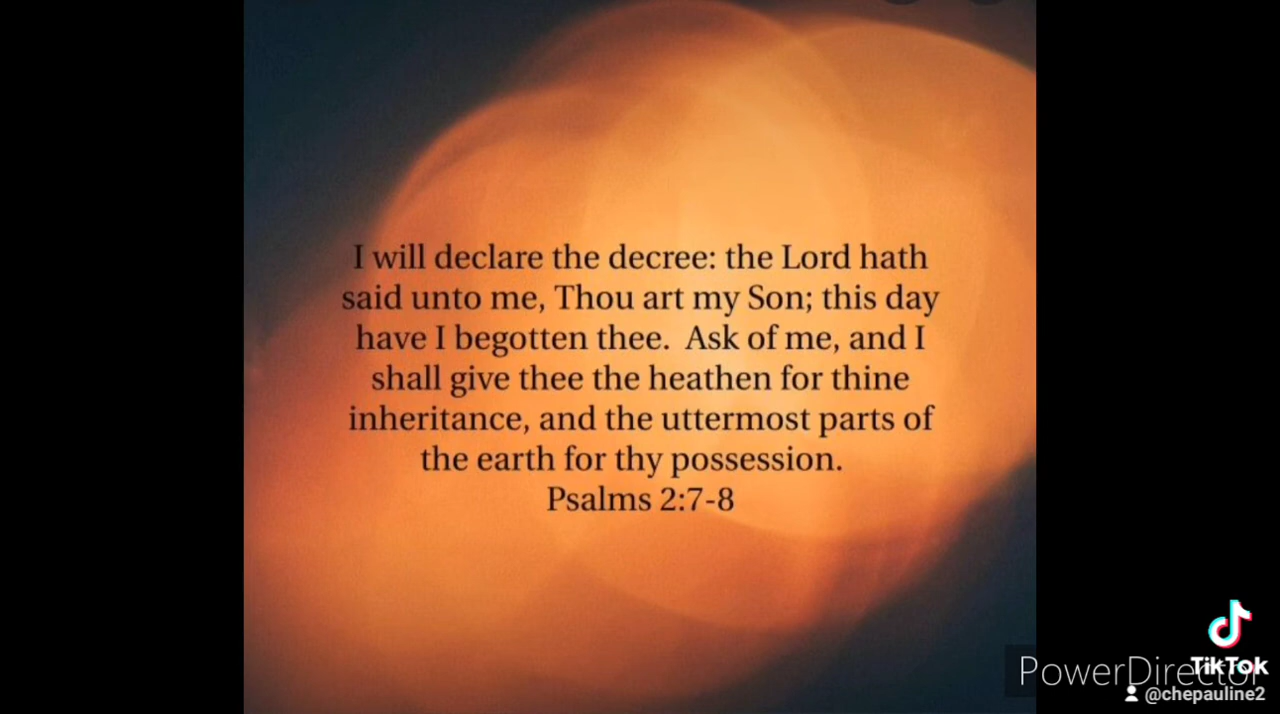 I will declare the decree: the Lord hath
said unto me, Thou art my Son; this day
have I begotten thee. Ask of me, and I
shall give thee the heathen for thine
inheritance, and the uttermost parts of
the earth for thy possession.
Psalms 2:7-8
PowerDirector
TikTok
@chepauline2